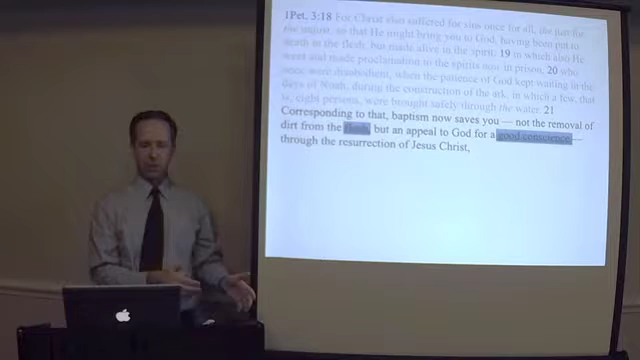 1Pet. 3:18 For Christ also suffered for sins once for all, the just for
the unjust, so that He might bring you to God, having been put to
death in the flesh, but made alive in the spirit; 19 in which also He
went and made proclamation to the spirits now in prison, 20 who
once were disobedient, when the patience of God kept waiting in the
days of Noah, during the construction of the ark, in which a few, that
is, eight persons, were brought safely through the water. 21
Corresponding to that, baptism now saves you — not the removal of
dirt from the flesh, but an appeal to God for a good conscience —
through the resurrection of Jesus Christ,